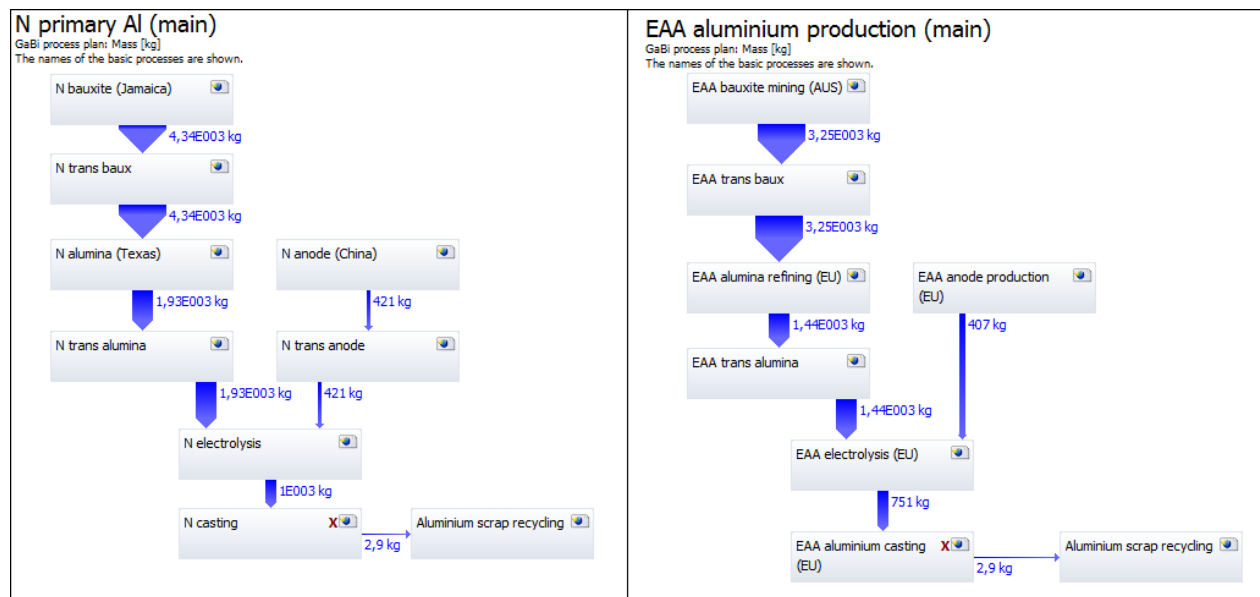 N primary Al (main)
GaBi process plan: Mass [kg]
The names of the basic processes are shown.
N bauxite (Jamaica)
4,34E003 kg
N trans baux
4,34E003 kg
N alumina (Texas)
N anode (China)
1,93E003 kg
421 kg
N trans alumina
N trans anode
1,93E003 kg
421 kg
N electrolysis
1E003 kg
N casting
X
2,9 kg
Aluminium scrap recycling
EAA aluminium production (main)
GaBi process plan: Mass [kg]
The names of the basic processes are shown.
EAA bauxite mining (AUS)
3,25E003 kg
EAA trans baux
3,25E003 kg
EAA alumina refining (EU)
EAA anode production
(EU)
1,44E003 kg
407 kg
EAA trans alumina
1,44E003 kg
EAA electrolysis (EU)
751 kg
EAA aluminium casting
(EU)
X
2,9 kg
Aluminium scrap recycling